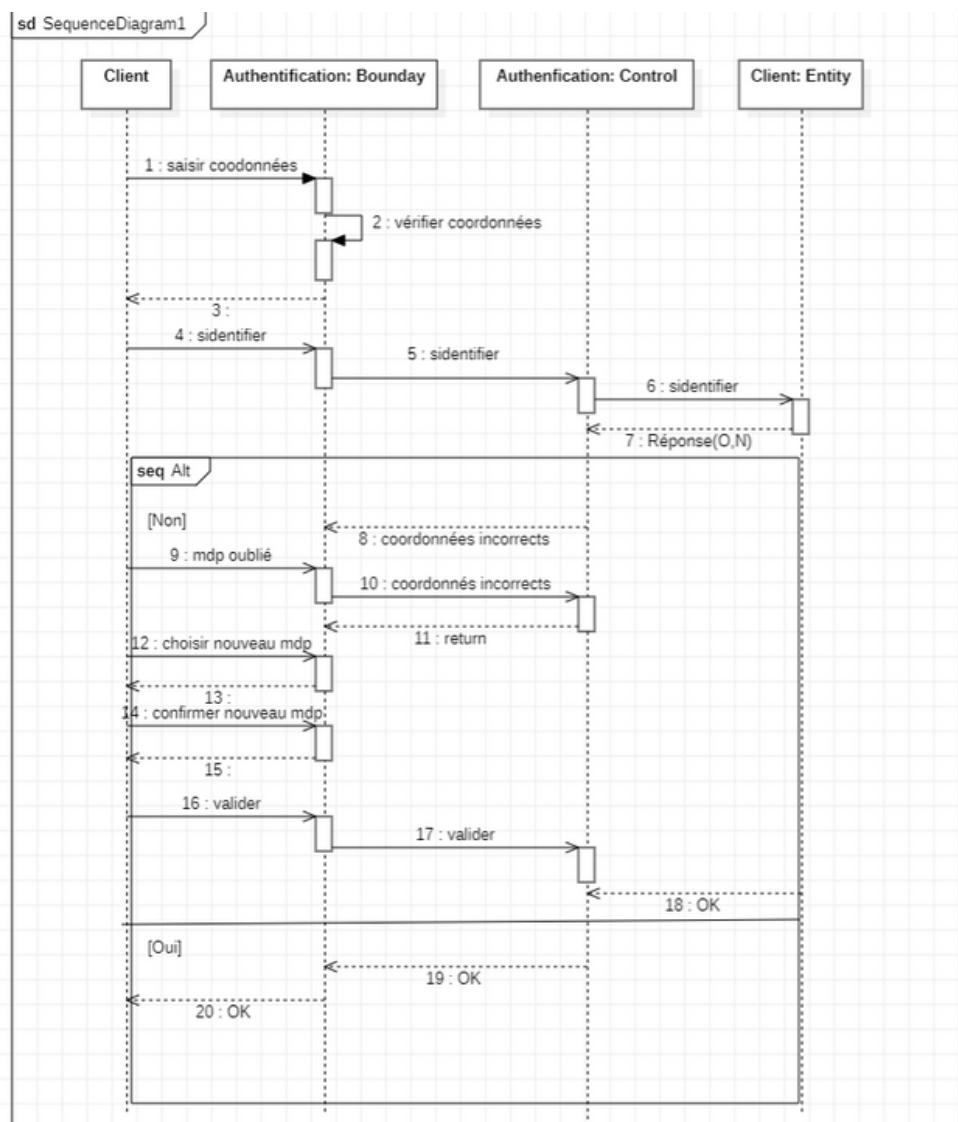 sd SequenceDiagram1
Client
Authentification: Bounday
Authenfication: Control
Client: Entity
1 : saisir coodonnées
2 : vérifier coordonnées
3 :
4 : sidentifier
5 : sidentifier
6 : sidentifier
7 : Réponse(O,N)
seq Alt
[Non]
8 : coordonnées incorrects
9 : mdp oublié
10 : coordonnés incorrects
11 : return
12 : choisir nouveau mdp
13 :
14 : confirmer nouveau mdp
15 :
16 : valider
17 : valider
18 : OK
[Oui]
19 : OK
20 : OK